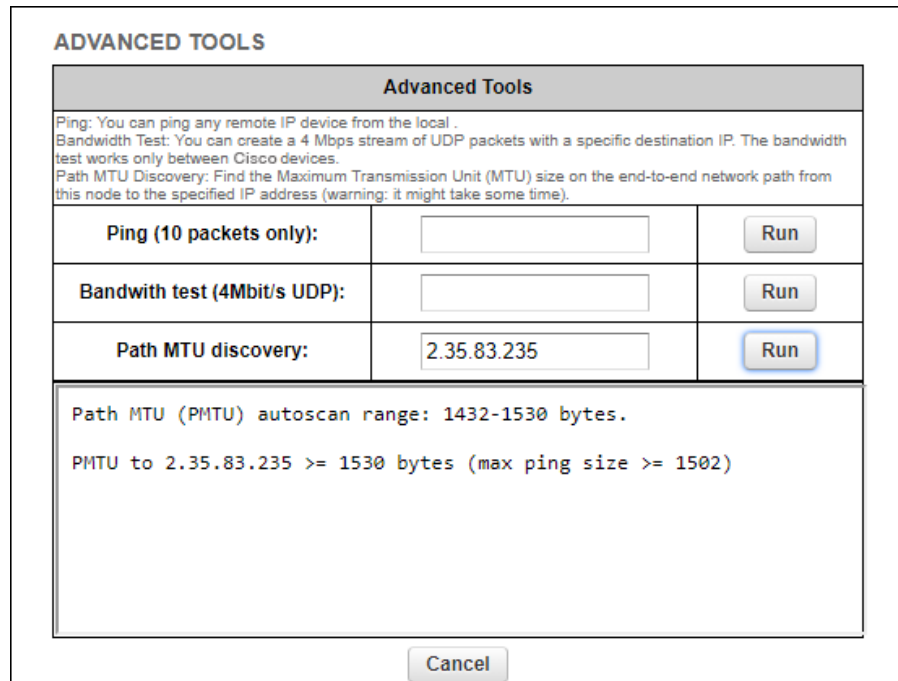 ADVANCED TOOLS
Advanced Tools
Ping: You can ping any remote IP device from the local .
Bandwidth Test: You can create a 4 Mbps stream of UDP packets with a specific destination IP. The bandwidth
test works only between Cisco devices.
Path MTU Discovery: Find the Maximum Transmission Unit (MTU) size on the end-to-end network path from
this node to the specified IP address (warning: it might take some time).
Ping (10 packets only): Run
Bandwith test (4Mbit/s UDP): Run
Path MTU discovery: 2.35.83.235 Run
Path MTU (PMTU) autoscan range: 1432-1530 bytes.
PMTU to 2.35.83.235 >= 1530 bytes (max ping size >= 1502)
Cancel